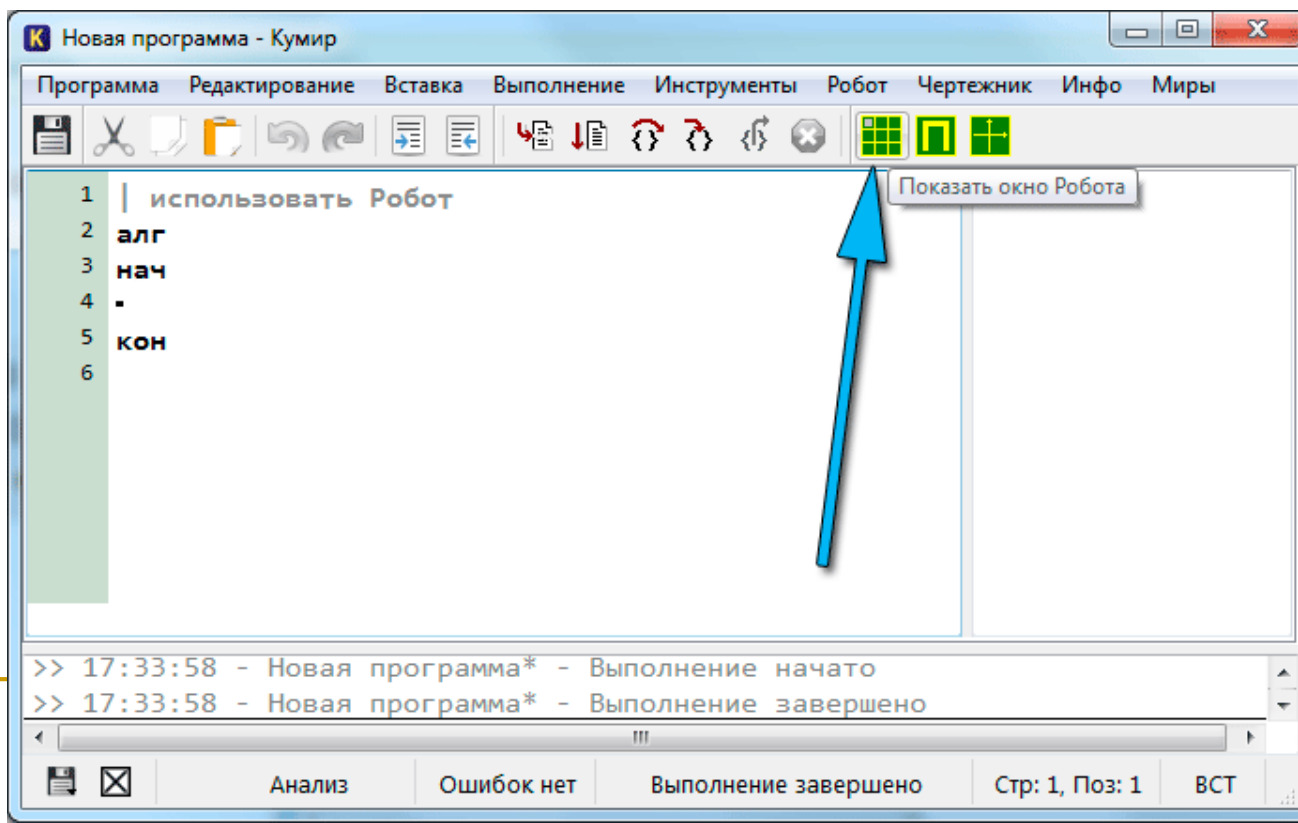 Новая программа - Кумир
Программа Редактирование Вставка Выполнение Инструменты Робот Чертежник Инфо Миры
Показать окно Робота
1 | использовать Робот
2 алг
3 нач
4 .
5 кон
6
>> 17:33:58 - Новая программа* - Выполнение начато
>> 17:33:58 - Новая программа* - Выполнение завершено
Анализ Ошибок нет Выполнение завершено Стр: 1, Поз: 1 ВСТ